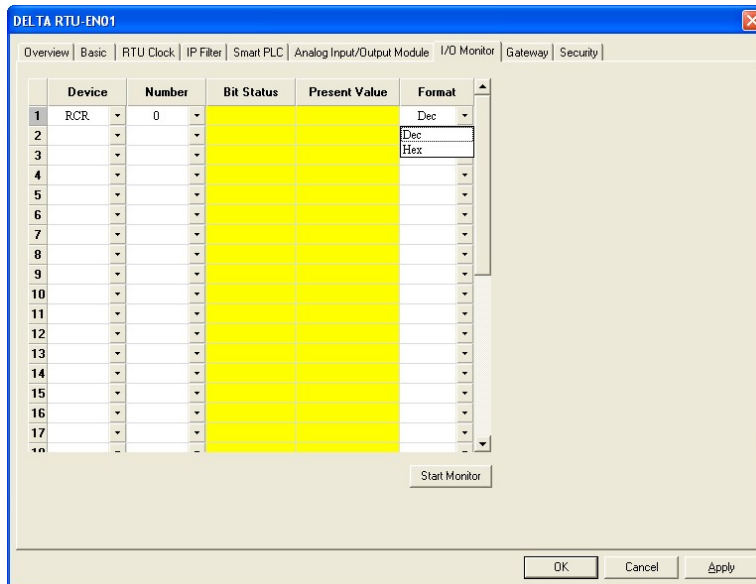 DELTA RTU-EN01
Overview Basic RTU Clock IP Filter Smart PLC Analog Input/Output Module I/O Monitor Gateway Security
Device Number Bit Status Present Value Format
1 RCR 0 Dec
2 Dec
3 Hex
4
5
6
7
8
9
10
11
12
13
14
15
16
17
18
Start Monitor
OK Cancel Apply